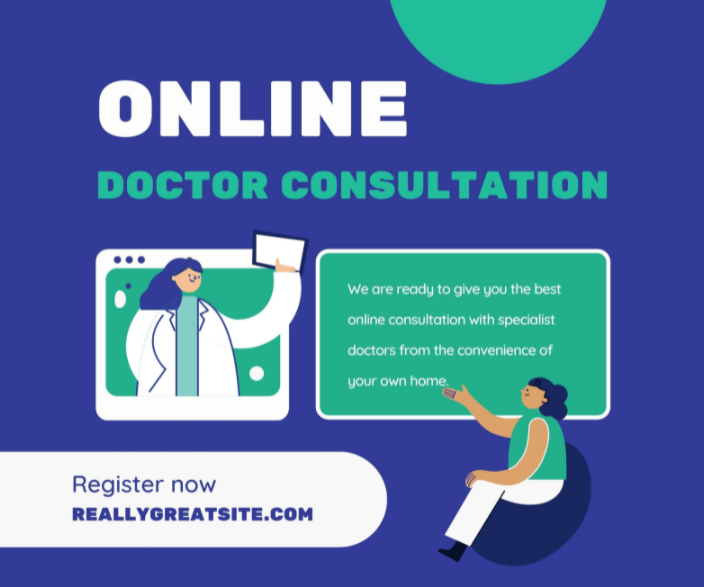 ONLINE
DOCTOR CONSULTATION
We are ready to give you the best
online consultation with specialist
doctors from the convenience of
your own home.
Register now
REALLYGREATSITE.COM